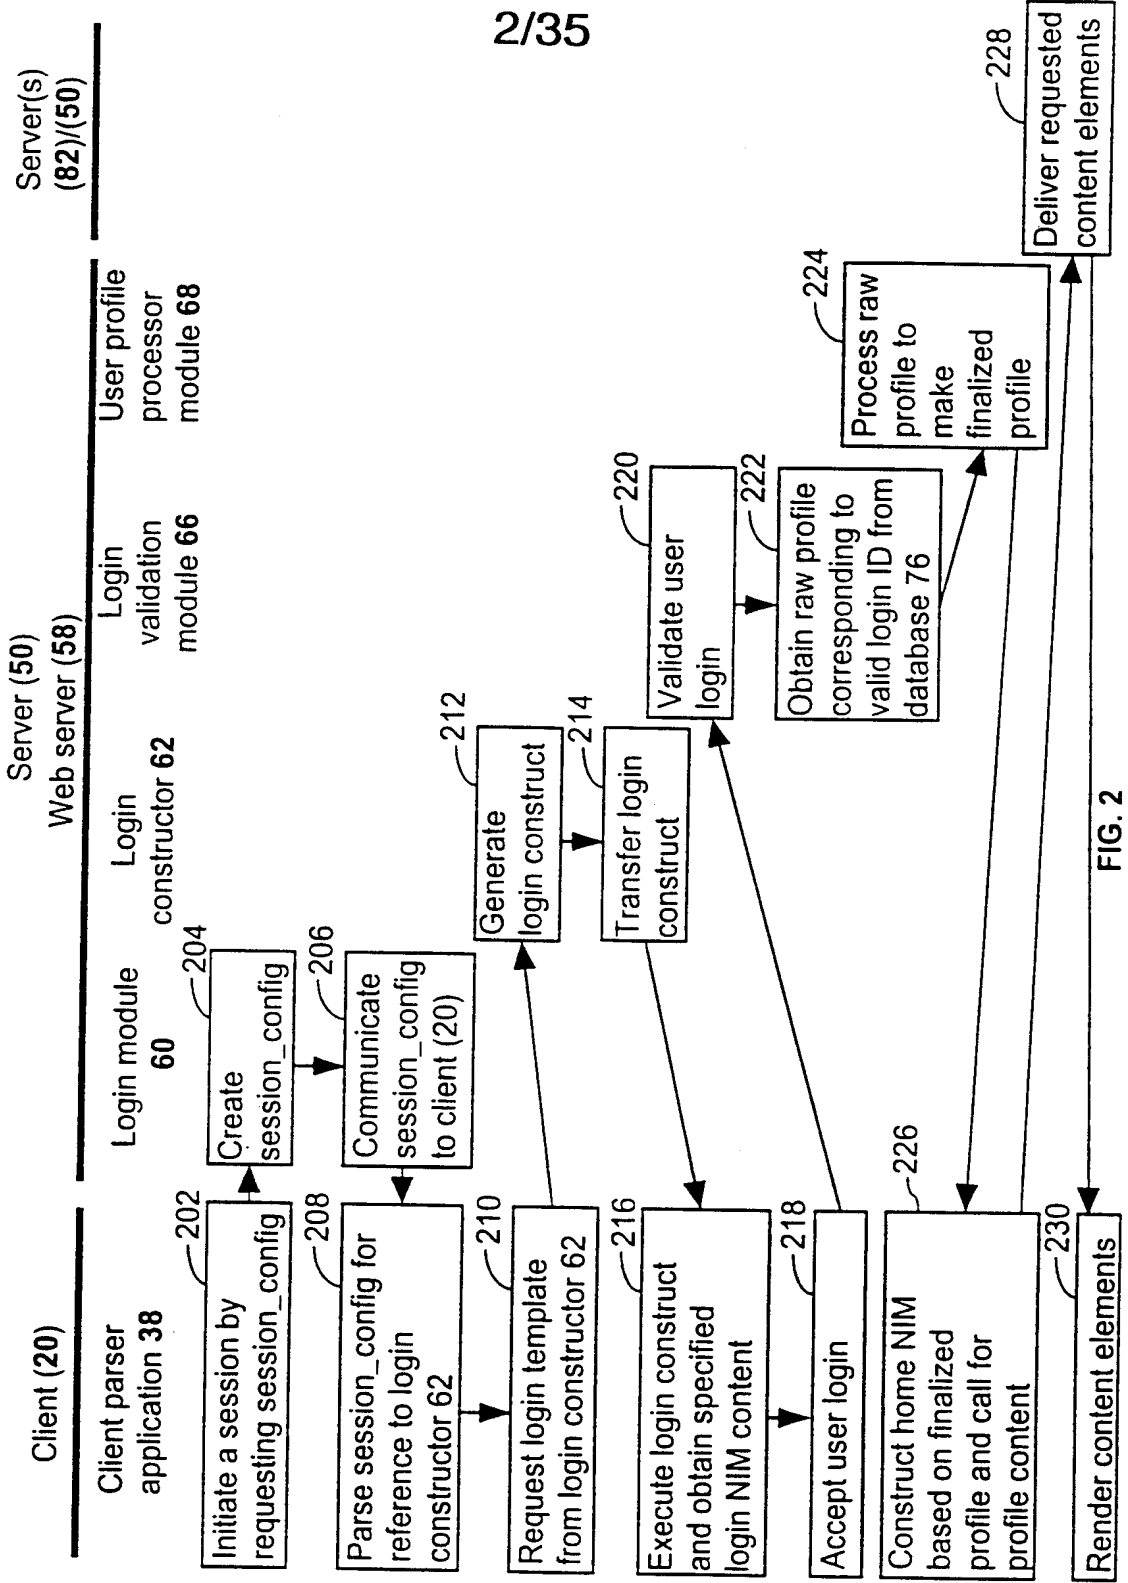 2/35
Client (20)
Client parser
application 38
Server (50)
Web server (58)
Login module
60
Login
constructor 62
Login
validation
module 66
User profile
processor
module 68
Server(s)
(82)/(50)
202
Initiate a session by
requesting session_config
204
Create
session_config
206
Communicate
session_config
to client (20)
208
Parse session_config for
reference to login
constructor 62
210
Request login template
from login constructor 62
212
Generate
login construct
214
Transfer login
construct
216
Execute login construct
and obtain specified
login NIM content
218
Accept user login
220
Validate user
login
222
Obtain raw profile
corresponding to
valid login ID from
database 76
224
Process raw
profile to
make
finalized
profile
226
Construct home NIM
based on finalized
profile and call for
profile content
228
Deliver requested
content elements
230
Render content elements
FIG. 2